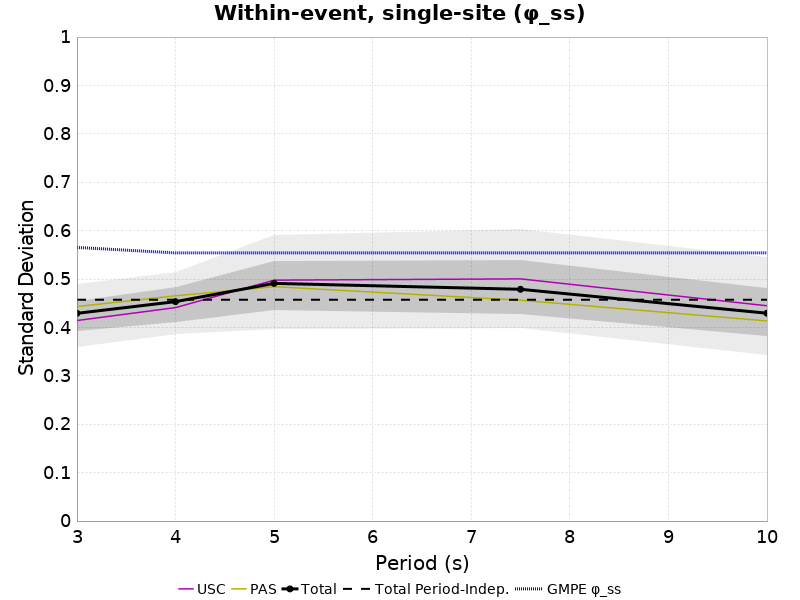 Within-event, single-site (φ_ss)
Standard Deviation
1
0.9
0.8
0.7
0.6
0.5
0.4
0.3
0.2
0.1
0
3 4 5 6 7 8 9 10
Period (s)
USC PAS Total Total Period-Indep. GMPE φ_ss